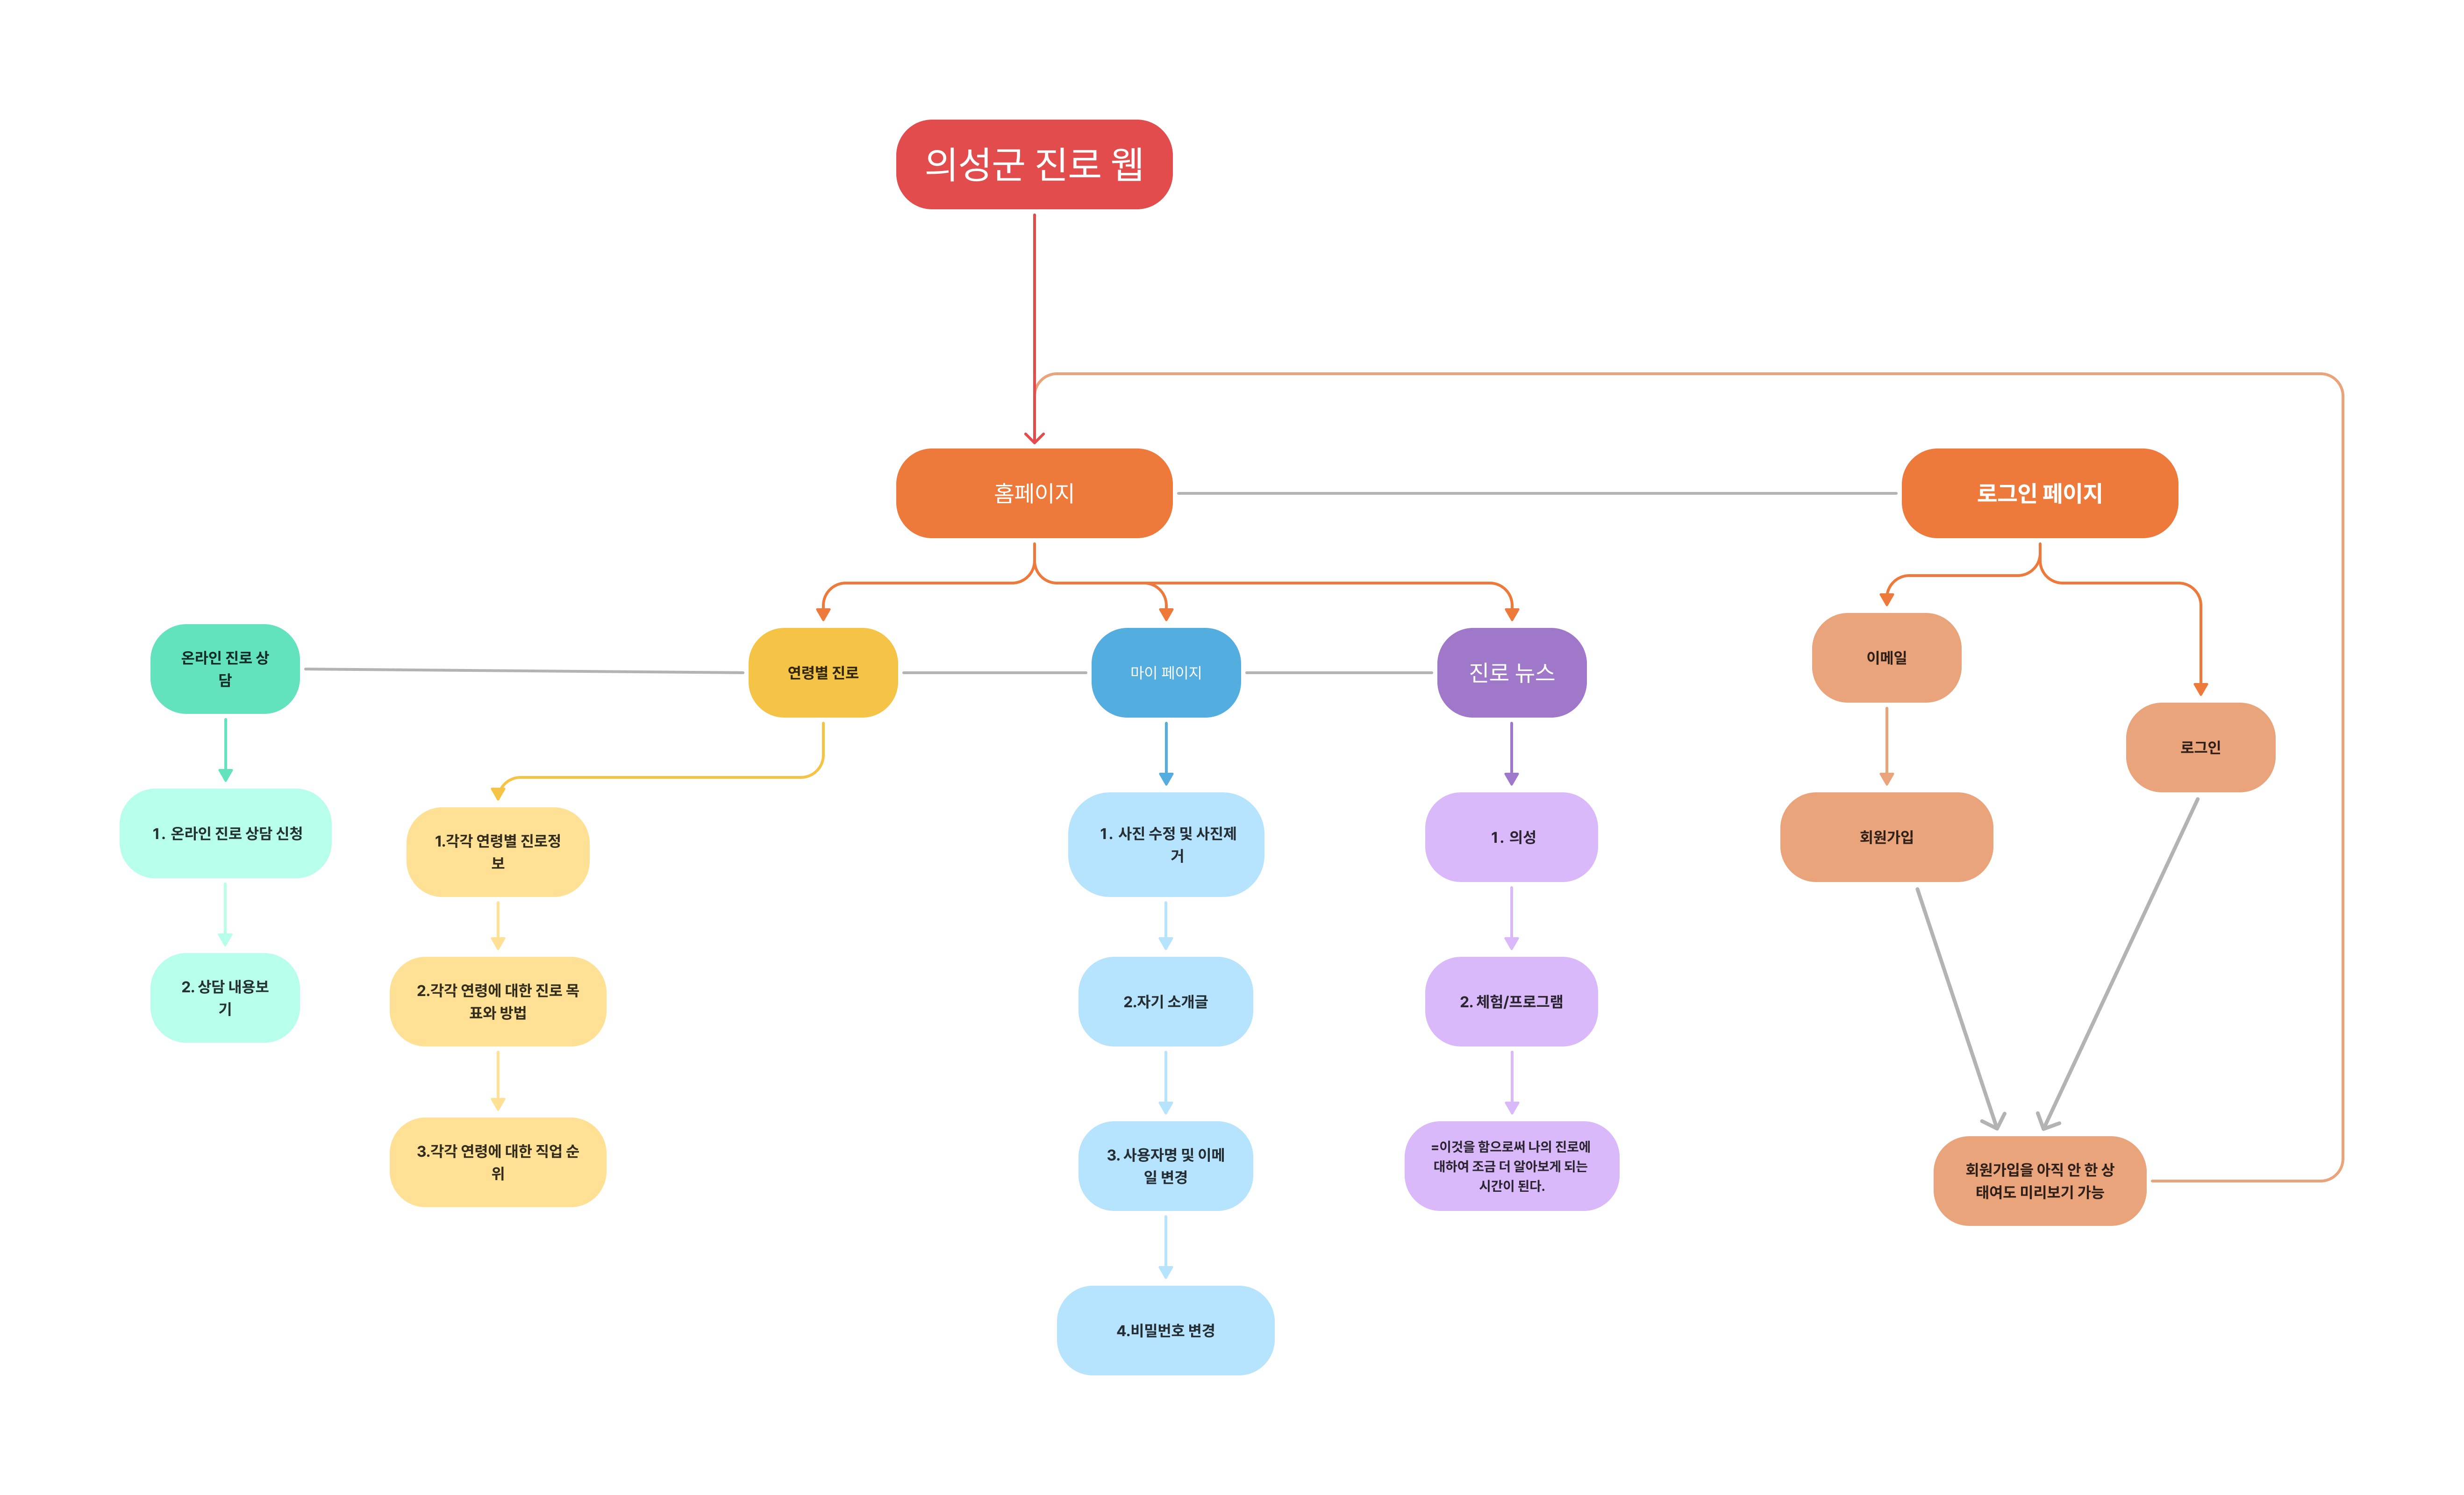 의성군 진로 웹
홈페이지
로그인 페이지
온라인 진로 상
담
연령별 진로
마이 페이지
진로 뉴스
이메일
로그인
1. 온라인 진로 상담 신청
1.각각 연령별 진로정
보
1. 사진 수정 및 사진제
거
1. 의성
회원가입
2. 상담 내용보
기
2.각각 연령에 대한 진로 목
표와 방법
2.자기 소개글
2. 체험/프로그램
3.각각 연령에 대한 직업 순
위
3. 사용자명 및 이메
일 변경
=이것을 함으로써 나의 진로에
대하여 조금 더 알아보게 되는
시간이 된다.
회원가입을 아직 안 한 상
태여도 미리보기 가능
4.비밀번호 변경